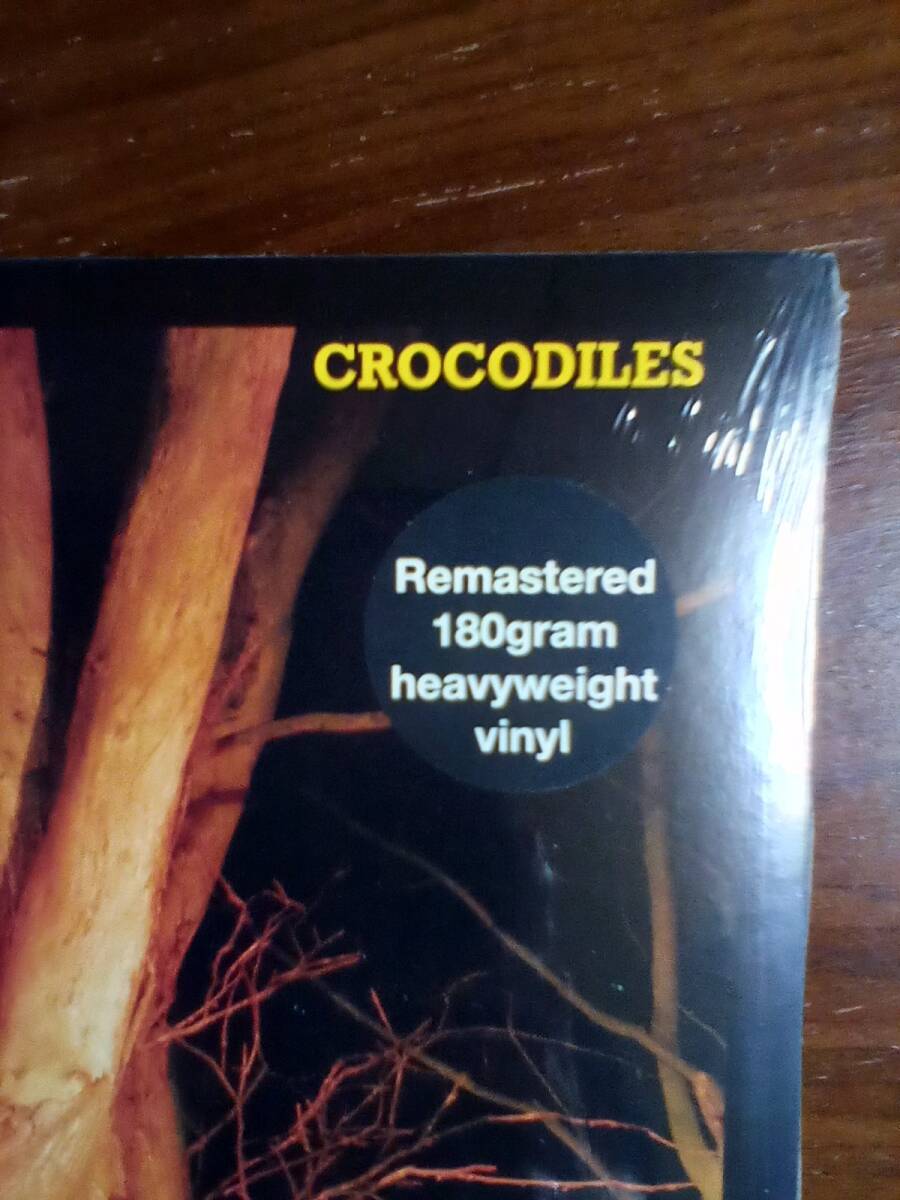 CROCODILES
Remastered
180gram
heavyweight
vinyl